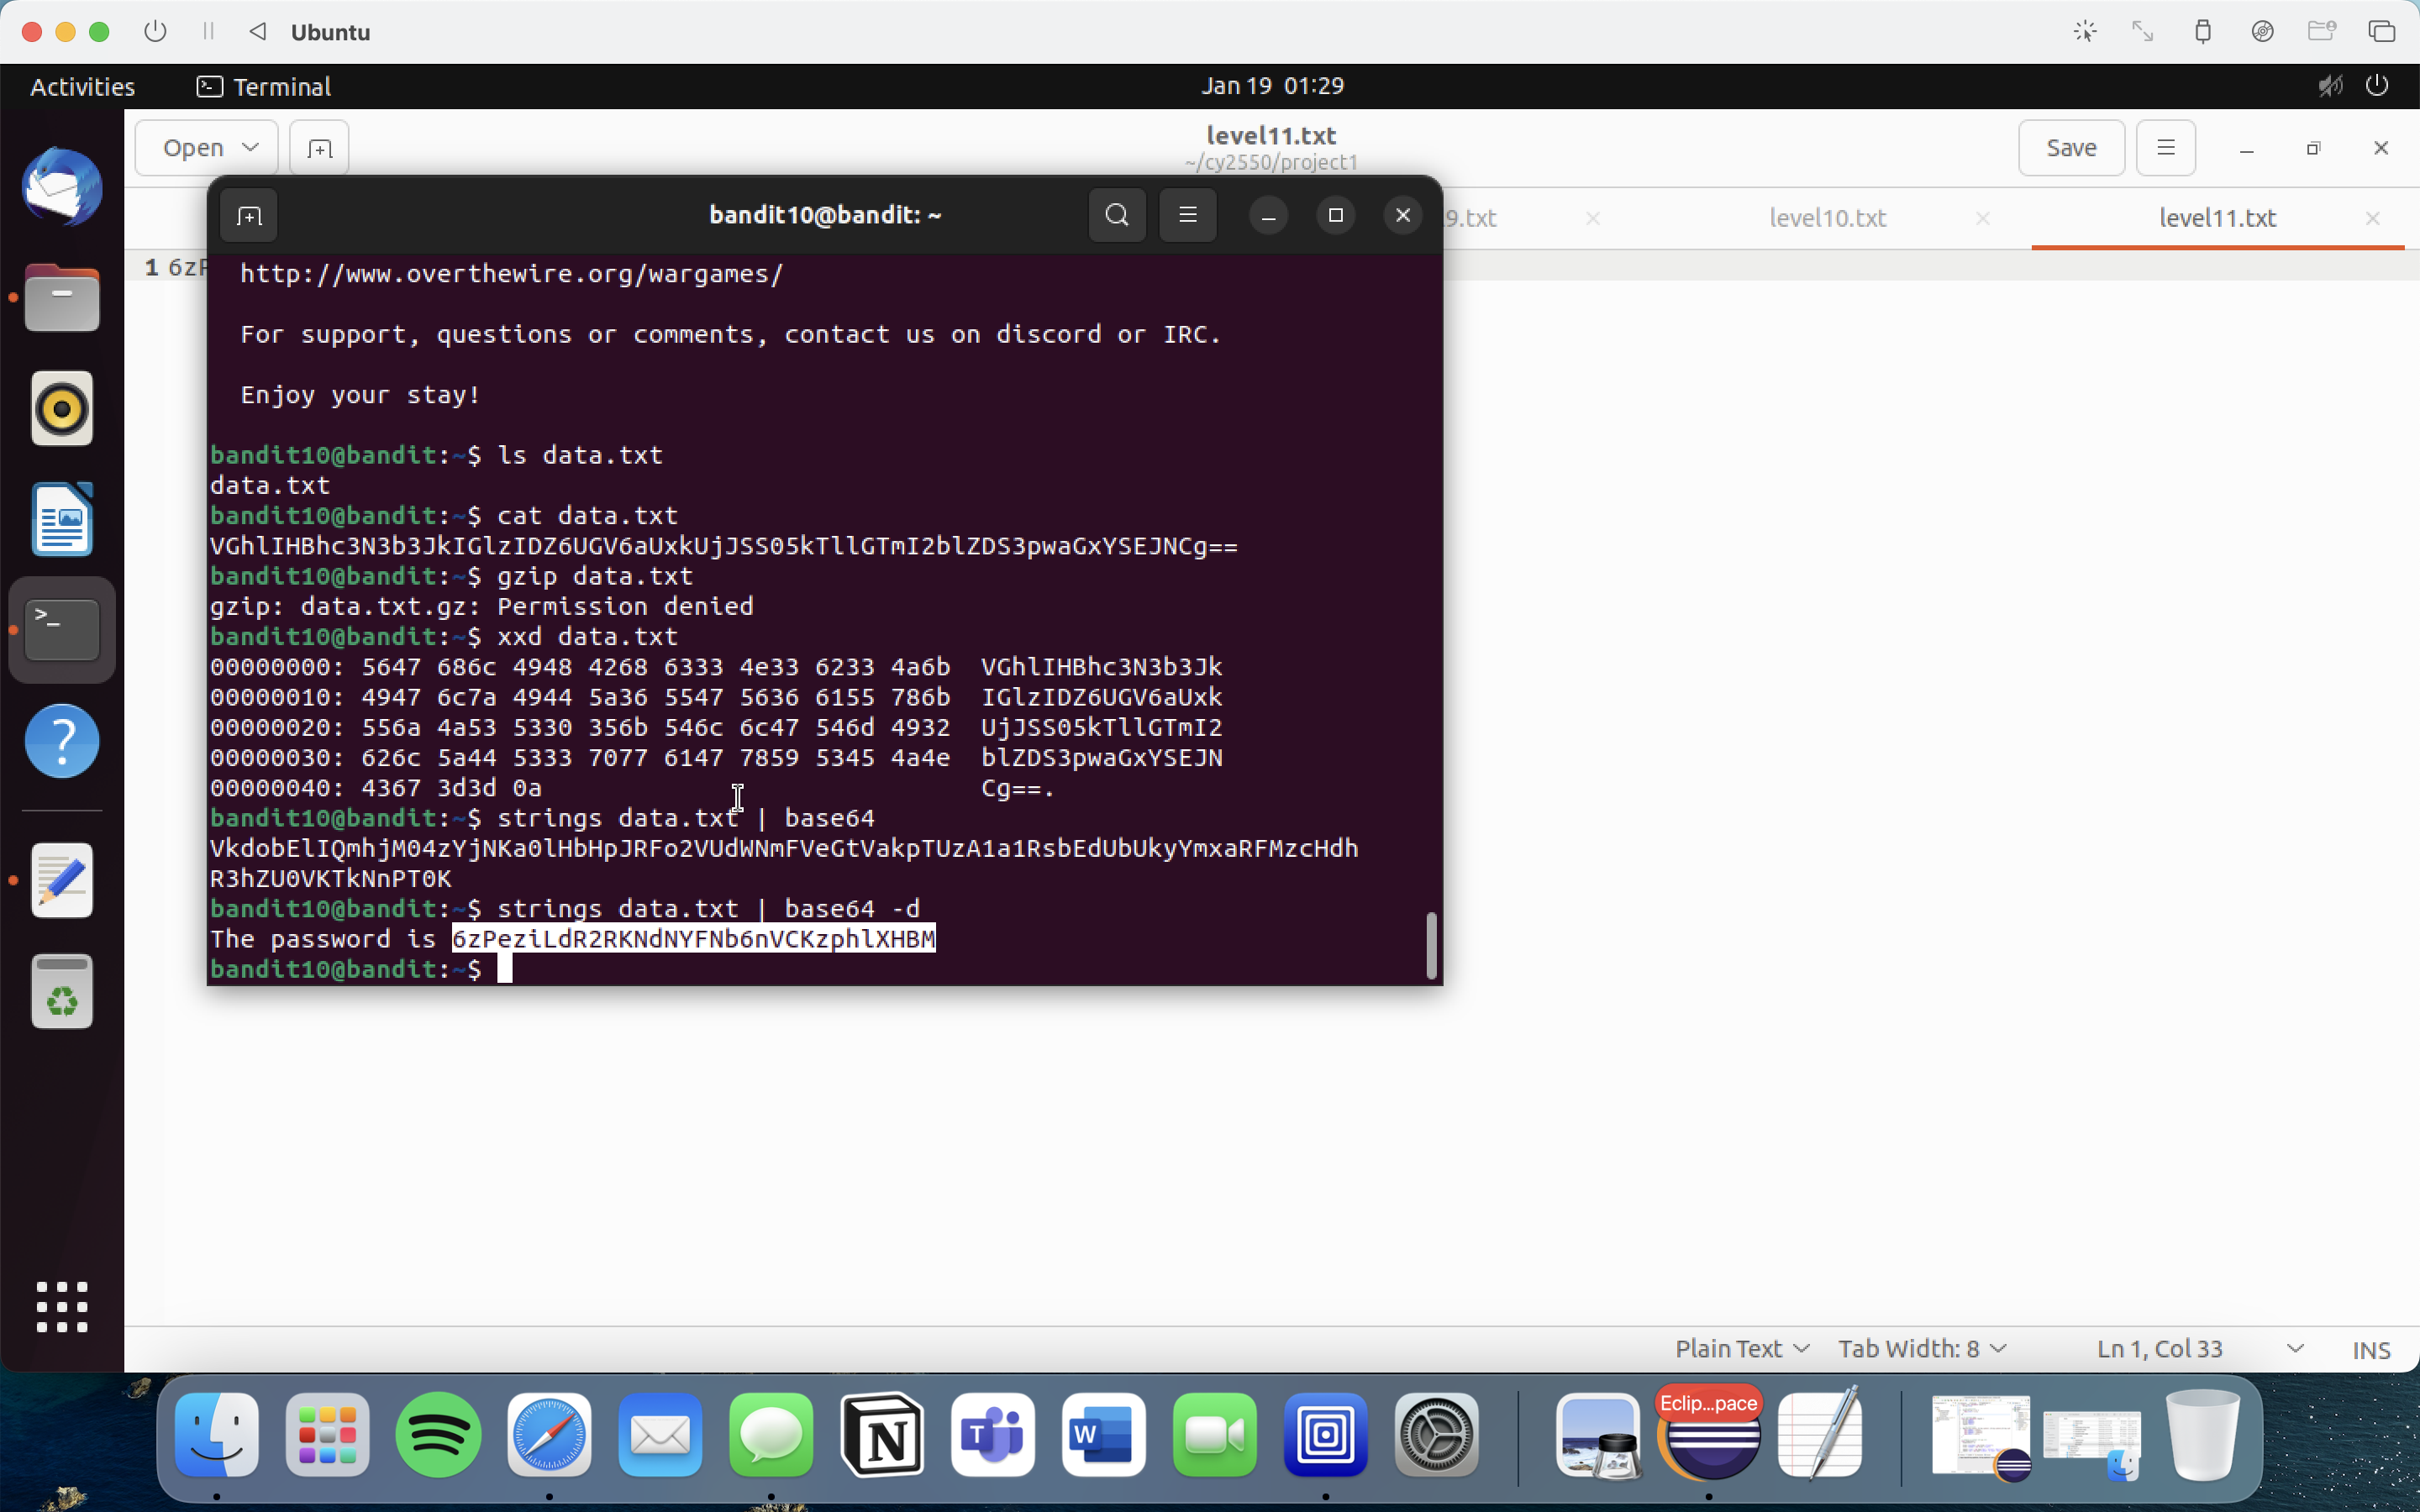 Ubuntu
Activities
Terminal
Jan 19 01:29
Open
level11.txt
~/cy2550/project1
Save
bandit10@bandit: ~
9.txt
level10.txt
level11.txt
1 6zP
http://www.overthewire.org/wargames/
For support, questions or comments, contact us on discord or IRC.
Enjoy your stay!
bandit10@bandit:~$ ls data.txt
data.txt
bandit10@bandit:~$ cat data.txt
VGhlIHBhc3N3b3JkIGlzIDZ6UGV6aUxkUjJSS05kTllGTmI2blZDS3pwaGxYSEJNCg==
bandit10@bandit:~$ gzip data.txt
gzip: data.txt.gz: Permission denied
bandit10@bandit:~$ xxd data.txt
00000000: 5647 686c 4948 4268 6333 4e33 6233 4a6b  VGhlIHBhc3N3b3Jk
00000010: 4947 6c7a 4944 5a36 5547 5636 6155 786b  IGlzIDZ6UGV6aUxk
00000020: 556a 4a53 5330 356b 546c 6c47 546d 4932  UjJSS05kTllGTmI2
00000030: 626c 5a44 5333 7077 6147 7859 5345 4a4e  blZDS3pwaGxYSEJN
00000040: 4367 3d3d 0a  Cg==.
bandit10@bandit:~$ strings data.txt | base64
VkdobElIQmhjM04zYjNKa0lHbHpJRFo2VUdWNmFVeGtVakpTUzA1a1RsbEdUbUkyYmxaRFMzcHdh
R3hZU0VKTkNnPT0K
bandit10@bandit:~$ strings data.txt | base64 -d
The password is 6zPeziLdR2RKNdNYFNb6nVCKzphlXHBM
bandit10@bandit:~$
Plain Text
Tab Width: 8
Ln 1, Col 33
INS
Eclip...pace